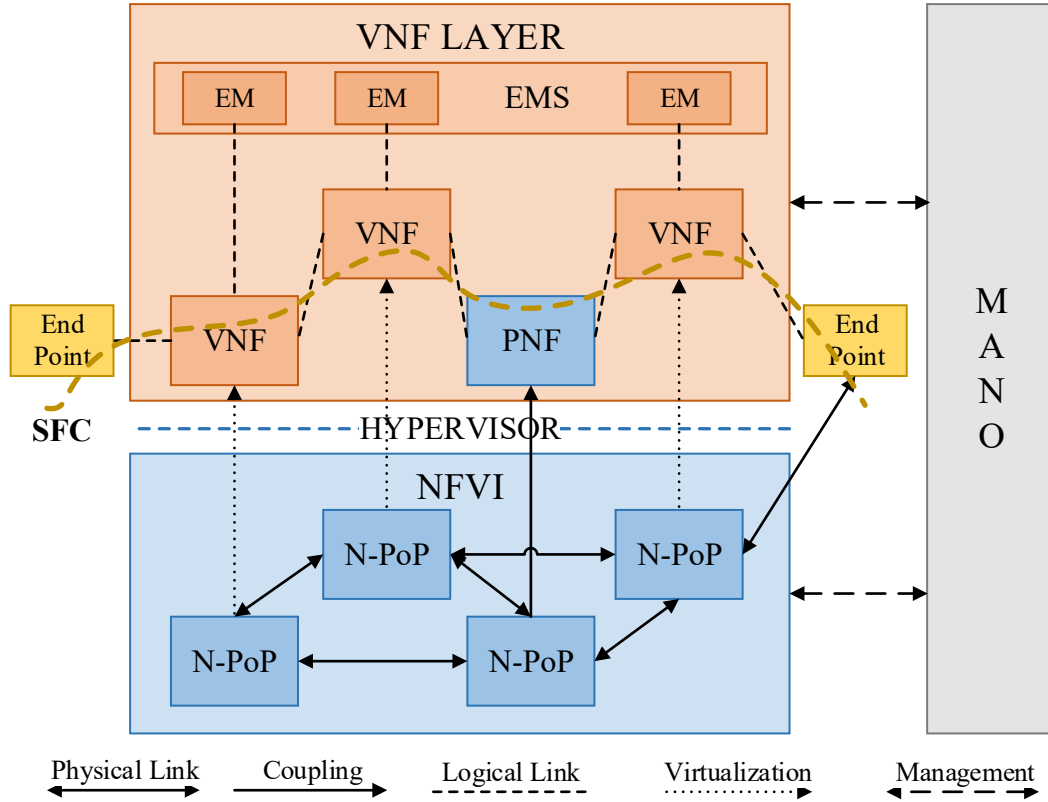 VNF LAYER
EM
EM
EMS
EM
VNF
VNF
End
Point
VNF
PNF
End
Point
SFC
HYPERVISOR
NFVI
N-PoP
N-PoP
N-PoP
N-PoP
M
A
N
O
Physical Link
Coupling
Logical Link
Virtualization
Management